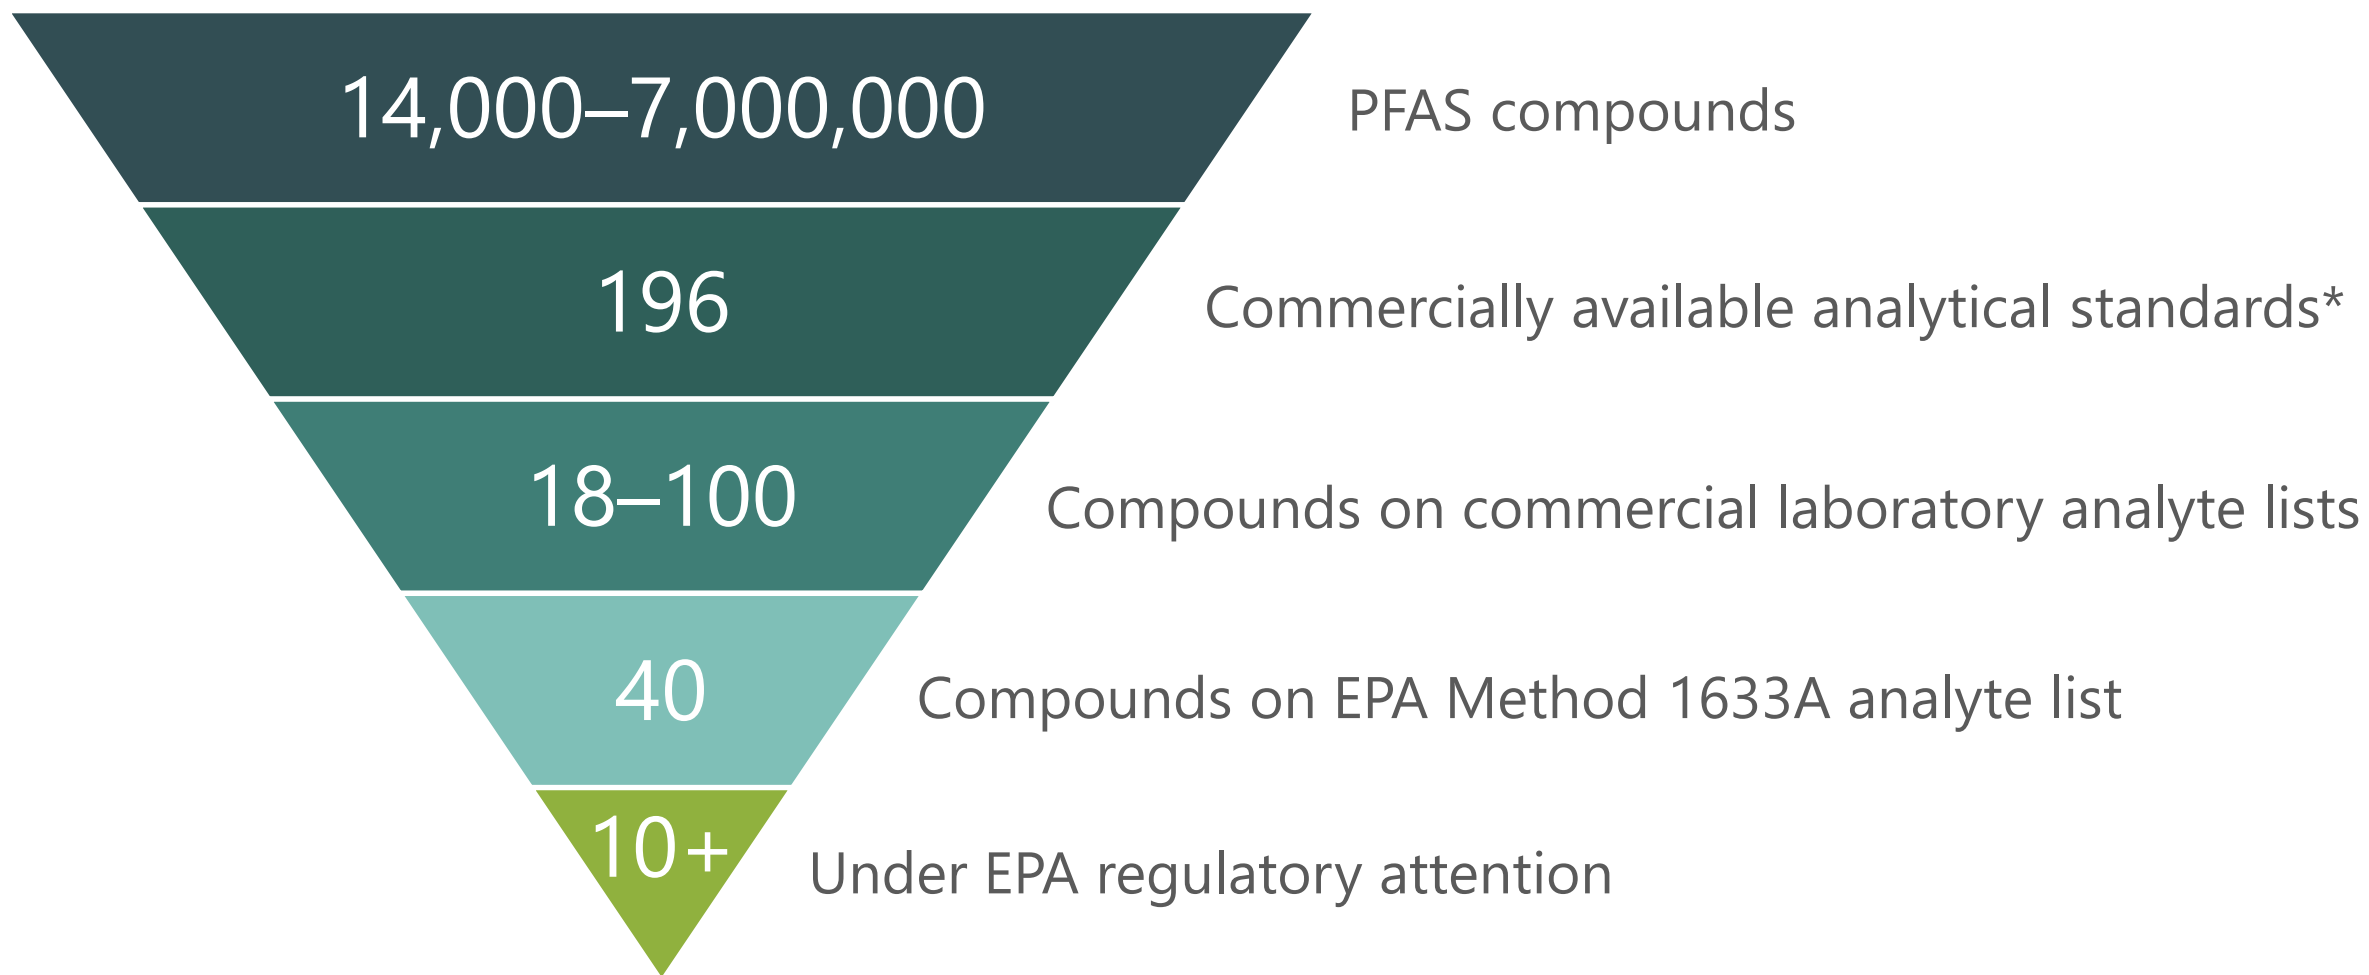 14,000–7,000,000
PFAS compounds
196
Commercially available analytical standards*
18–100
Compounds on commercial laboratory analyte lists
40
Compounds on EPA Method 1633A analyte list
10+
Under EPA regulatory attention